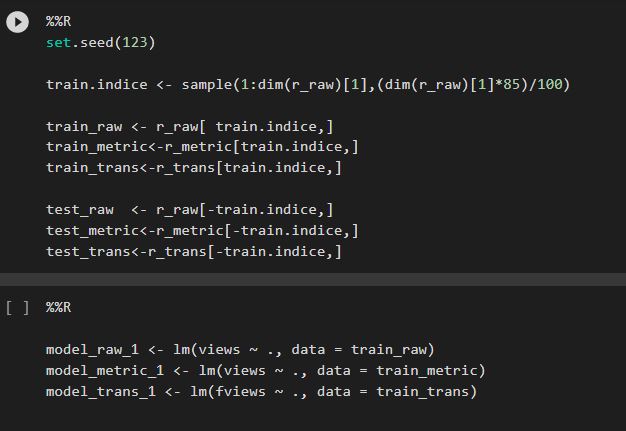 %%R
set.seed(123)
train.indice <- sample(1:dim(r_raw)[1],(dim(r_raw)[1]*85)/100)
train_raw <- r_raw[ train.indice,]
train_metric<-r_metric[train.indice,]
train_trans<-r_trans[train.indice,]
test_raw  <- r_raw[-train.indice,]
test_metric<-r_metric[-train.indice,]
test_trans<-r_trans[-train.indice,]
[ ] %%R
model_raw_1 <- lm(views ~ ., data = train_raw)
model_metric_1 <- lm(views ~ ., data = train_metric)
model_trans_1 <- lm(fviews ~ ., data = train_trans)